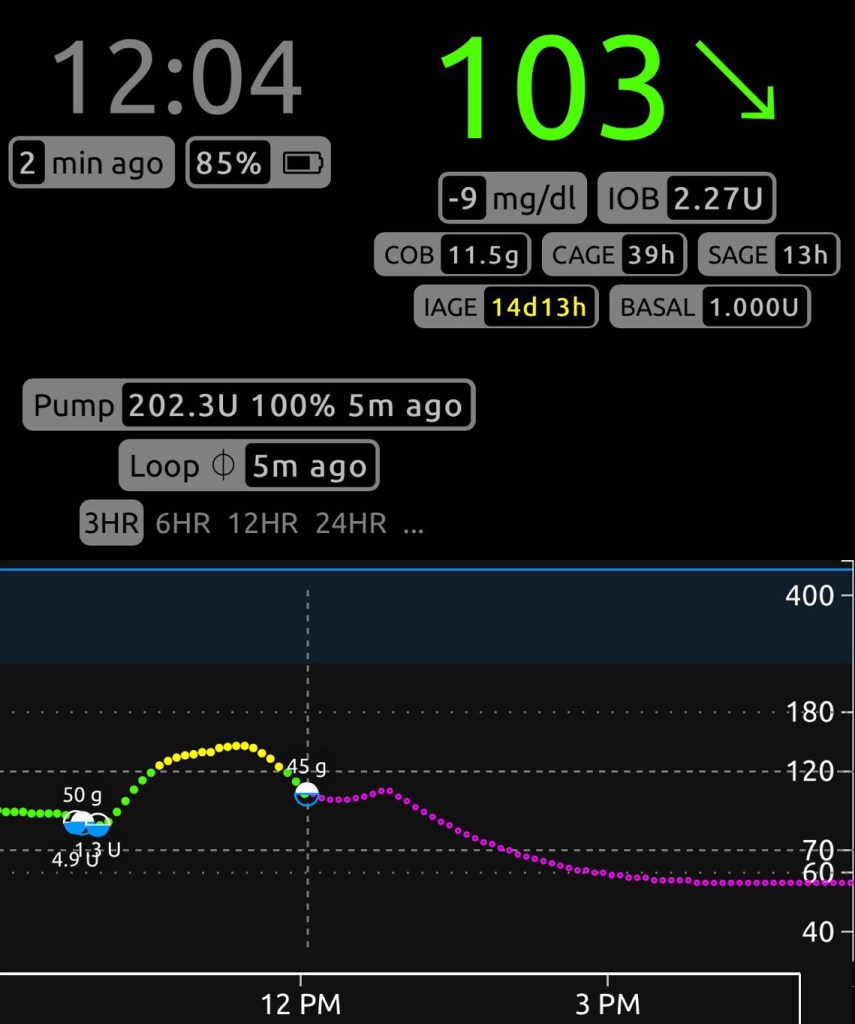 12:04
103
2 min ago 85%
-9 mg/dl IOB 2.27U
COB 11.5g CAGE 39h SAGE 13h
IAGE 14d13h BASAL 1.000U
Pump 202.3U 100% 5m ago
Loop 5m ago
3HR 6HR 12HR 24HR ...
400
180
45 g
120
50 g
1.3 U
4.9 U
70
60
40
12 PM 3 PM